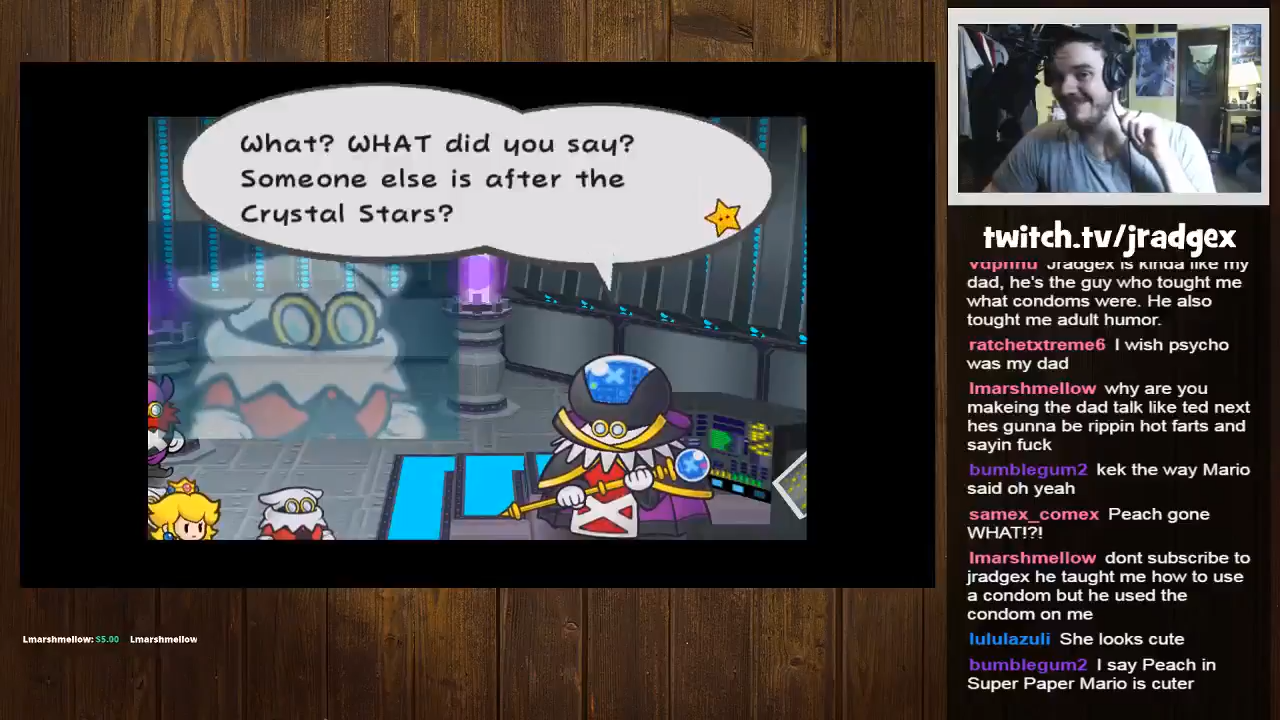 What? WHAT did you say?
Someone else is after the
Crystal Stars?
twitch.tv/jradgex
vdphhu Jradgex is kinda like my
dad, he's the guy who tought me
what condoms were. He also
tought me adult humor.
ratchetxtreme6 I wish psycho
was my dad
lmarshmellow why are you
makeing the dad talk like ted next
hes gunna be rippin hot farts and
sayin fuck
bumblegum2 kek the way Mario
said oh yeah
samex_comex Peach gone
WHAT!?!
lmarshmellow dont subscribe to
jradgex he taught me how to use
a condom but he used the
condom on me
lululazuli She looks cute
bumblegum2 I say Peach in
Super Paper Mario is cuter
Lmarshmellow: $5.00 Lmarshmellow